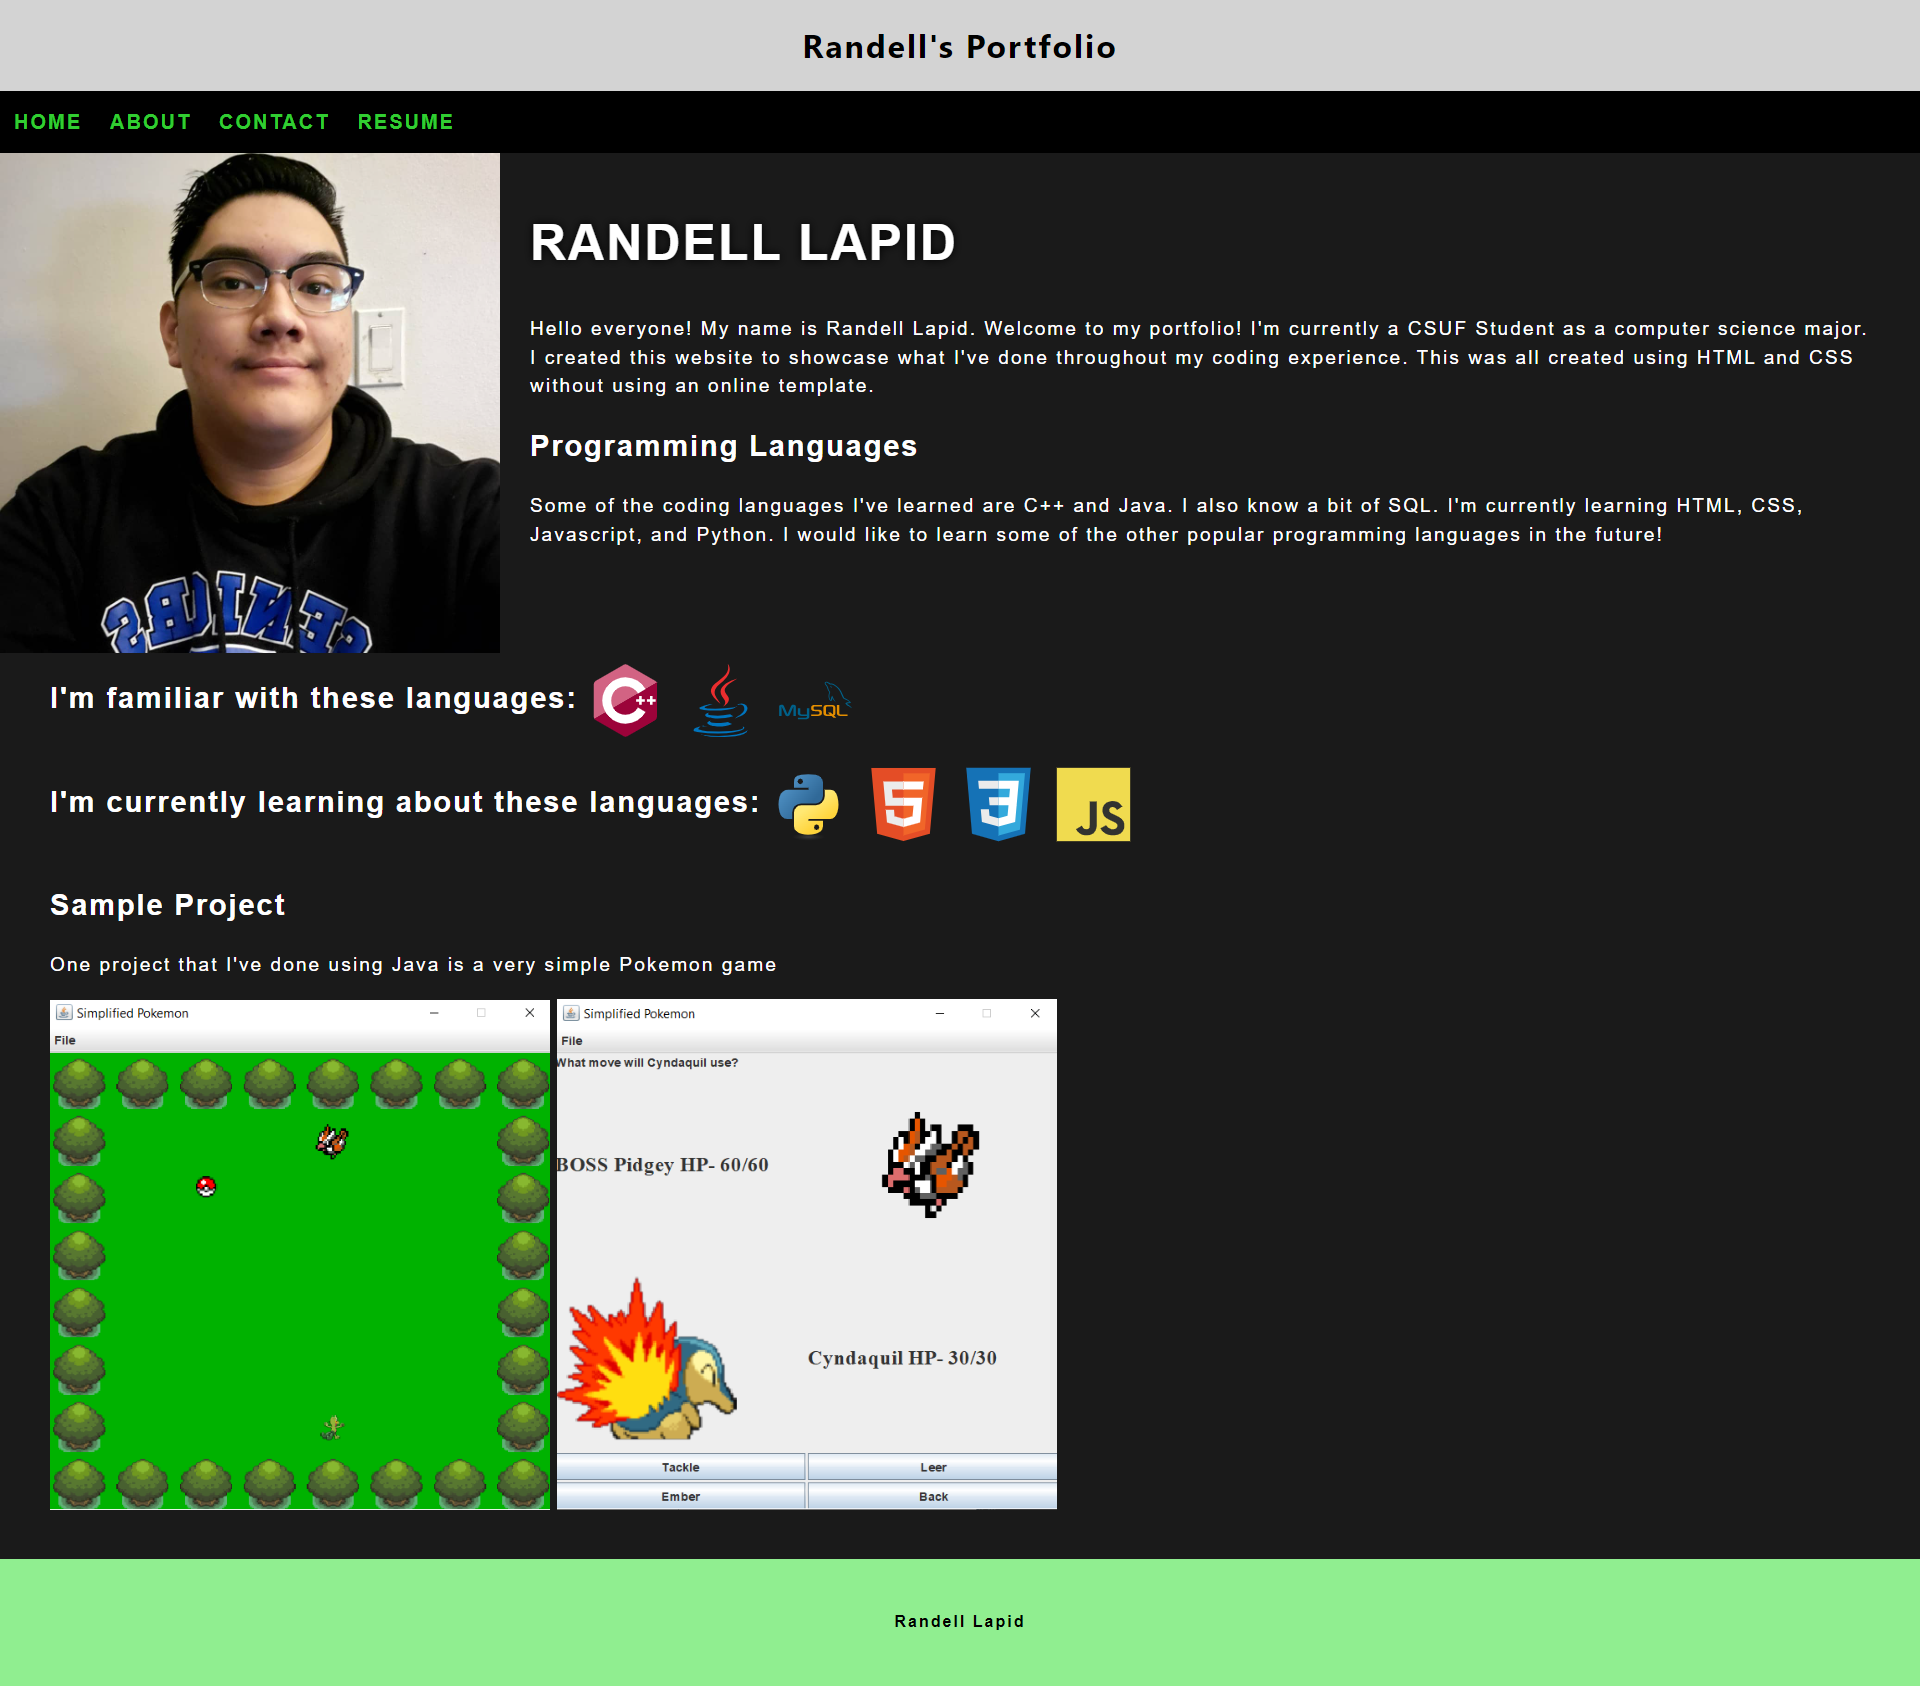 Randell's Portfolio
HOME ABOUT CONTACT RESUME
RANDELL LAPID
Hello everyone! My name is Randell Lapid. Welcome to my portfolio! I'm currently a CSUF Student as a computer science major.
I created this website to showcase what I've done throughout my coding experience. This was all created using HTML and CSS
without using an online template.
Programming Languages
Some of the coding languages I've learned are C++ and Java. I also know a bit of SQL. I'm currently learning HTML, CSS,
Javascript, and Python. I would like to learn some of the other popular programming languages in the future!
SENIORS
I'm familiar with these languages: C++ MySQL
I'm currently learning about these languages: 5 3 JS
Sample Project
One project that I've done using Java is a very simple Pokemon game
Simplified Pokemon
File
Simplified Pokemon
File
What move will Cyndaquil use?
BOSS Pidgey HP- 60/60
Cyndaquil HP- 30/30
Tackle Leer
Ember Back
Randell Lapid